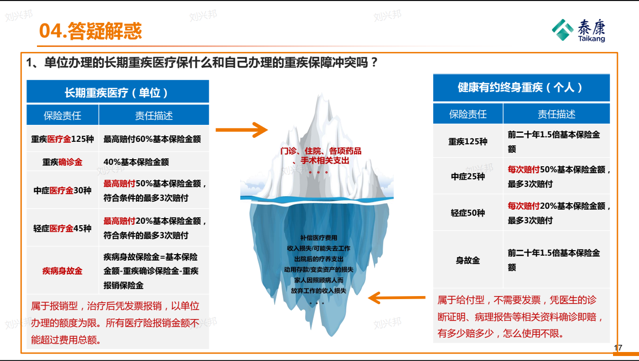 04.答疑解惑
泰康
Taikang
1、单位办理的长期重疾医疗保什么和自己办理的重疾保障冲突吗？
长期重疾医疗（单位）
保险责任 责任描述
重疾医疗金125种 最高赔付60%基本保险金额
重疾确诊金 40%基本保险金额
中症医疗金30种 最高赔付50%基本保险金额，
符合条件的最多3次赔付
轻症医疗金45种 最高赔付20%基本保险金额，
符合条件的最多3次赔付
疾病身故金 疾病身故保险金=基本保险
金额-重疾确诊保险金-重疾
报销保险金
属于报销型，治疗后凭发票报销，以单位
办理的额度为限。所有医疗险报销金额不
能超过费用总额。
门诊、住院、各项药品
、手术相关支出
。。。
补偿医疗费用
收入损失/可能失去工作
出院后的疗养支出
动用存款/变卖资产的损失
家人因照顾病人而
放弃工作的收入损失
。。。
健康有约终身重疾（个人）
保险责任 责任描述
重疾125种 前二十年1.5倍基本保险金
额
中症25种 每次赔付50%基本保险金额，
最多3次赔付
轻症50种 每次赔付20%基本保险金额，
最多3次赔付
身故金 前二十年1.5倍基本保险金
额
属于给付型，不需要发票，凭医生的诊
断证明、病理报告等相关资料确诊即赔，
有多少赔多少，怎么使用不限。
17